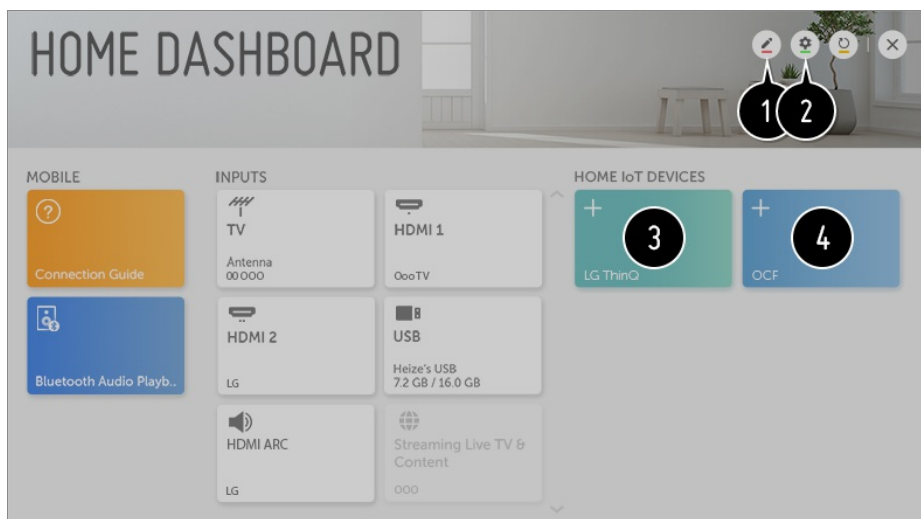 HOME DASHBOARD
1 2
MOBILE
Connection Guide
Bluetooth Audio Playb..
INPUTS
TV
Antenna
00 000
HDMI 1
OooTV
HDMI 2
LG
USB
Heize's USB
7.2 GB / 16.0 GB
HDMI ARC
LG
Streaming Live TV &
Content
000
HOME IoT DEVICES
3
LG ThinQ
4
OCF